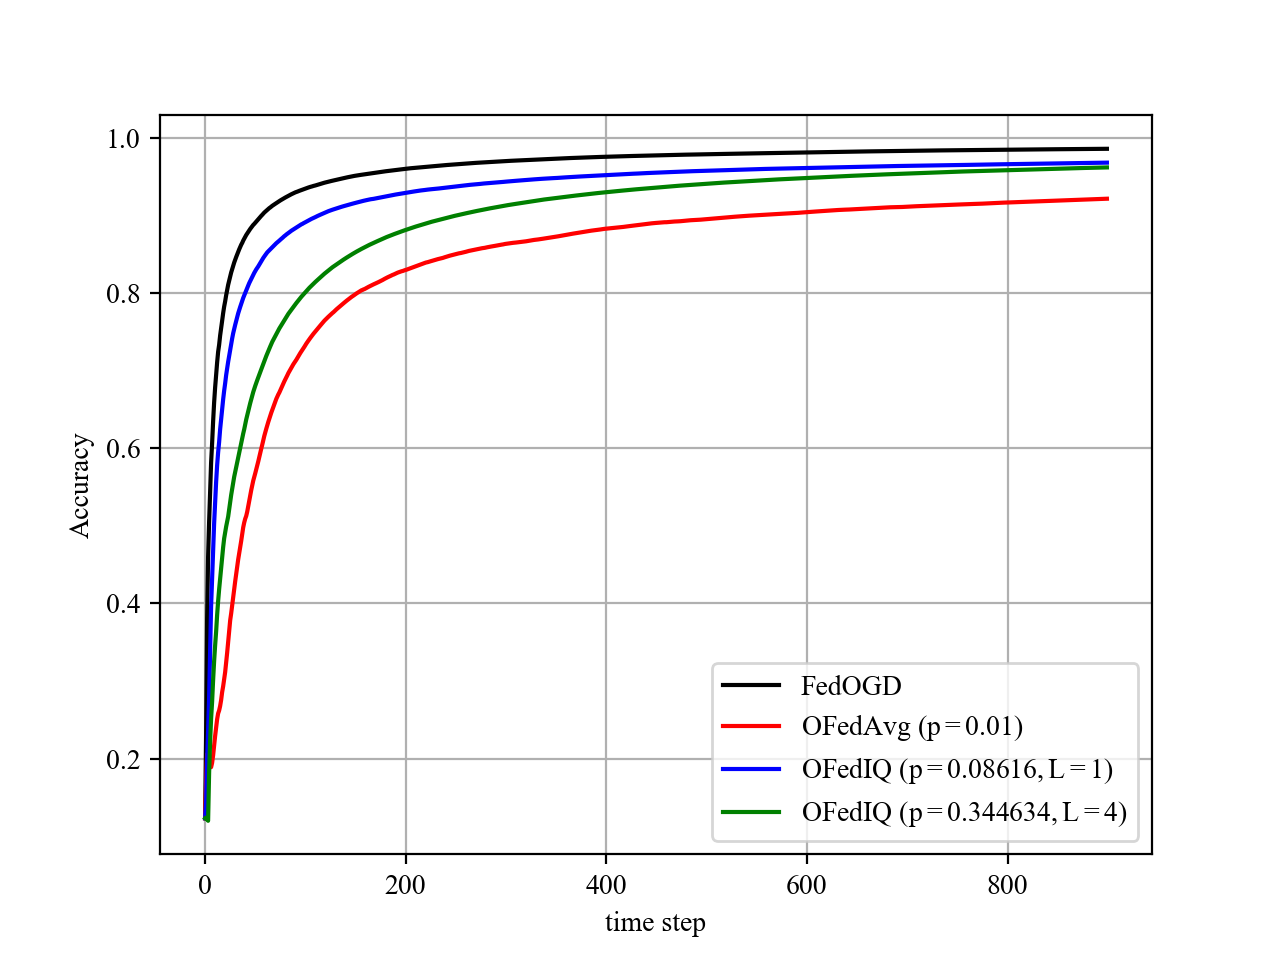 1.0
0.8
0.6
0.4
0.2
Accuracy
0 200 400 600 800
time step
FedOGD
OFedAvg (p = 0.01)
OFedIQ (p = 0.08616, L = 1)
OFedIQ (p = 0.344634, L = 4)